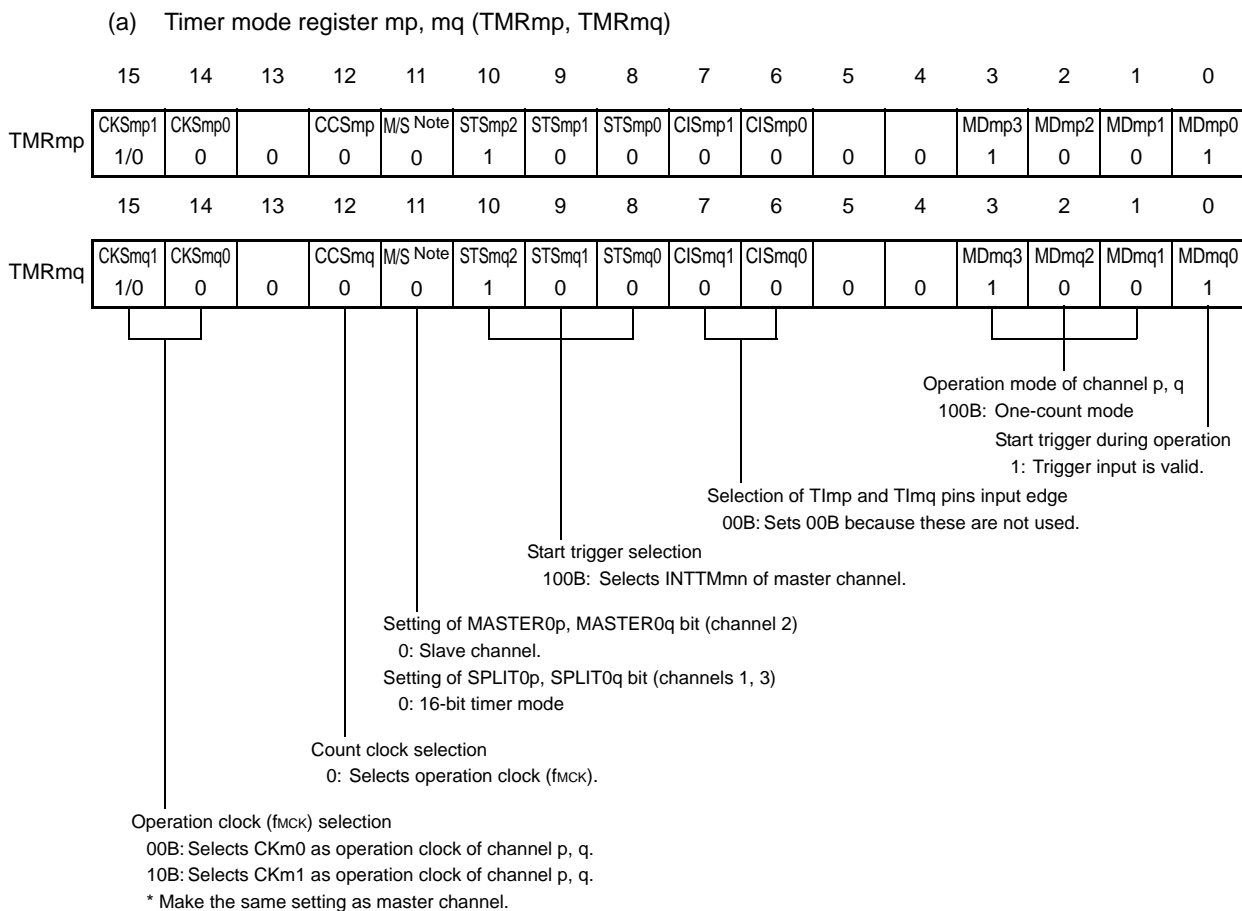 (a) Timer mode register mp, mq (TMRmp, TMRmq)
15 14 13 12 11 10 9 8 7 6 5 4 3 2 1 0
TMRmp CKSmp1 CKSmp0 CCSmp M/S Note STSmp2 STSmp1 STSmp0 CISmp1 CISmp0 MDmp3 MDmp2 MDmp1 MDmp0
1/0 0 0 0 0 1 0 0 0 0 0 0 1 0 0 1
15 14 13 12 11 10 9 8 7 6 5 4 3 2 1 0
TMRmq CKSmq1 CKSmq0 CCSmq M/S Note STSmq2 STSmq1 STSmq0 CISmq1 CISmq0 MDmq3 MDmq2 MDmq1 MDmq0
1/0 0 0 0 0 1 0 0 0 0 0 0 1 0 0 1
Operation mode of channel p, q
100B: One-count mode
Start trigger during operation
1: Trigger input is valid.
Selection of TImp and TImq pins input edge
00B: Sets 00B because these are not used.
Start trigger selection
100B: Selects INTTMmn of master channel.
Setting of MASTER0p, MASTER0q bit (channel 2)
0: Slave channel.
Setting of SPLIT0p, SPLIT0q bit (channels 1, 3)
0: 16-bit timer mode
Count clock selection
0: Selects operation clock (fMCK).
Operation clock (fMCK) selection
00B: Selects CKm0 as operation clock of channel p, q.
10B: Selects CKm1 as operation clock of channel p, q.
* Make the same setting as master channel.